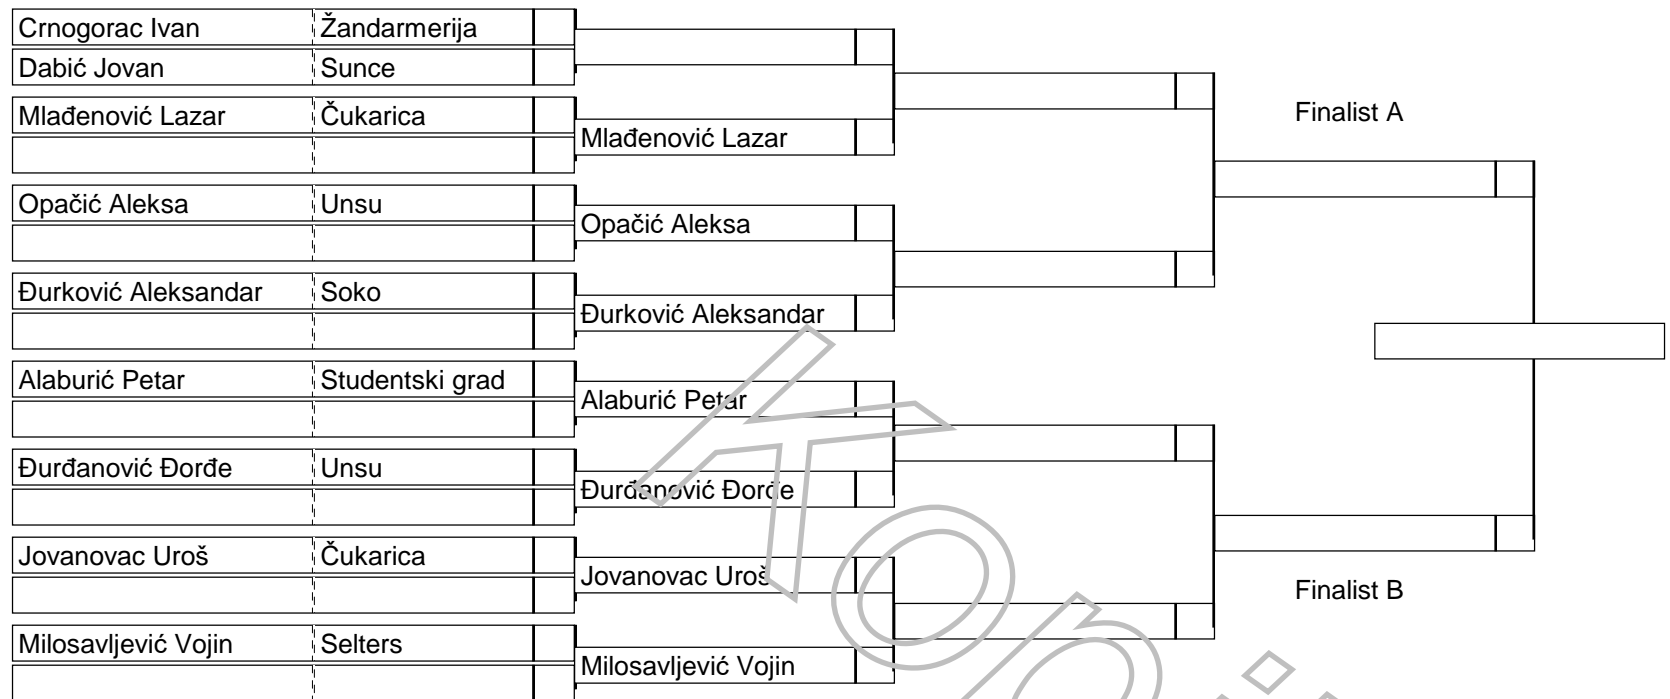 Crnogorac Ivan Žandarmerija
Dabić Jovan Sunce
Mlađenović Lazar Čukarica
Mlađenović Lazar
Finalist A
Opačić Aleksa Unsu
Opačić Aleksa
Đurković Aleksandar Soko
Đurković Aleksandar
Alaburić Petar Studentski grad
Alaburić Petar
Đurđanović Đorđe Unsu
Đurđanović Đorđe
Jovanovac Uroš Čukarica
Jovanovac Uroš
Finalist B
Milosavljević Vojin Selters
Milosavljević Vojin